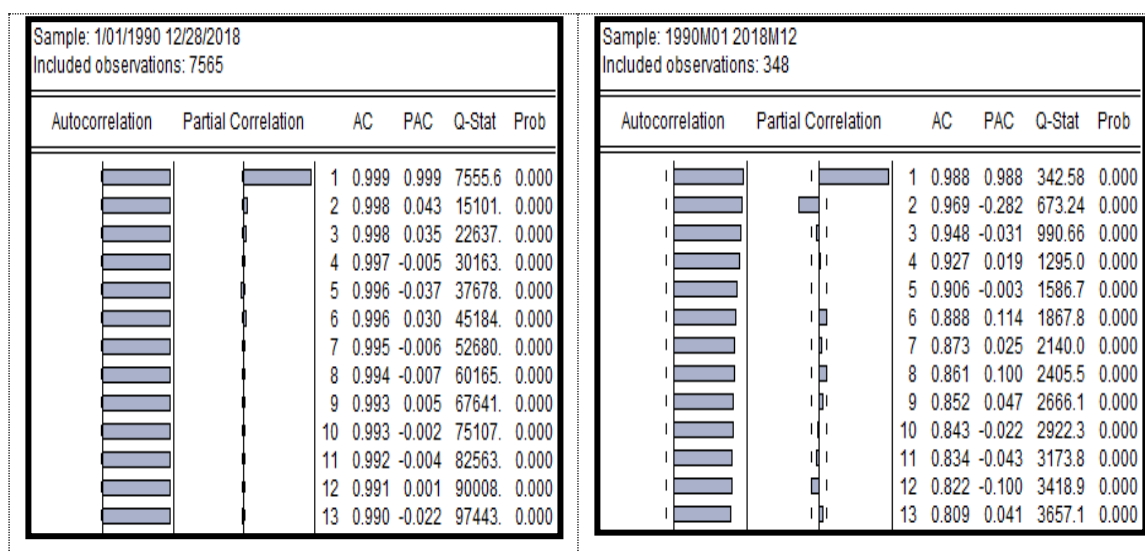 Sample: 1/01/1990 12/28/2018
Included observations: 7565
Autocorrelation Partial Correlation AC PAC Q-Stat Prob
1 0.999 0.999 7555.6 0.000
2 0.998 0.043 15101. 0.000
3 0.998 0.035 22637. 0.000
4 0.997 -0.005 30163. 0.000
5 0.996 -0.037 37678. 0.000
6 0.996 0.030 45184. 0.000
7 0.995 -0.006 52680. 0.000
8 0.994 -0.007 60165. 0.000
9 0.993 0.005 67641. 0.000
10 0.993 -0.002 75107. 0.000
11 0.992 -0.004 82563. 0.000
12 0.991 0.001 90008. 0.000
13 0.990 -0.022 97443. 0.000
Sample: 1990M01 2018M12
Included observations: 348
Autocorrelation Partial Correlation AC PAC Q-Stat Prob
1 0.988 0.988 342.58 0.000
2 0.969 -0.282 673.24 0.000
3 0.948 -0.031 990.66 0.000
4 0.927 0.019 1295.0 0.000
5 0.906 -0.003 1586.7 0.000
6 0.888 0.114 1867.8 0.000
7 0.873 0.025 2140.0 0.000
8 0.861 0.100 2405.5 0.000
9 0.852 0.047 2666.1 0.000
10 0.843 -0.022 2922.3 0.000
11 0.834 -0.043 3173.8 0.000
12 0.822 -0.100 3418.9 0.000
13 0.809 0.041 3657.1 0.000